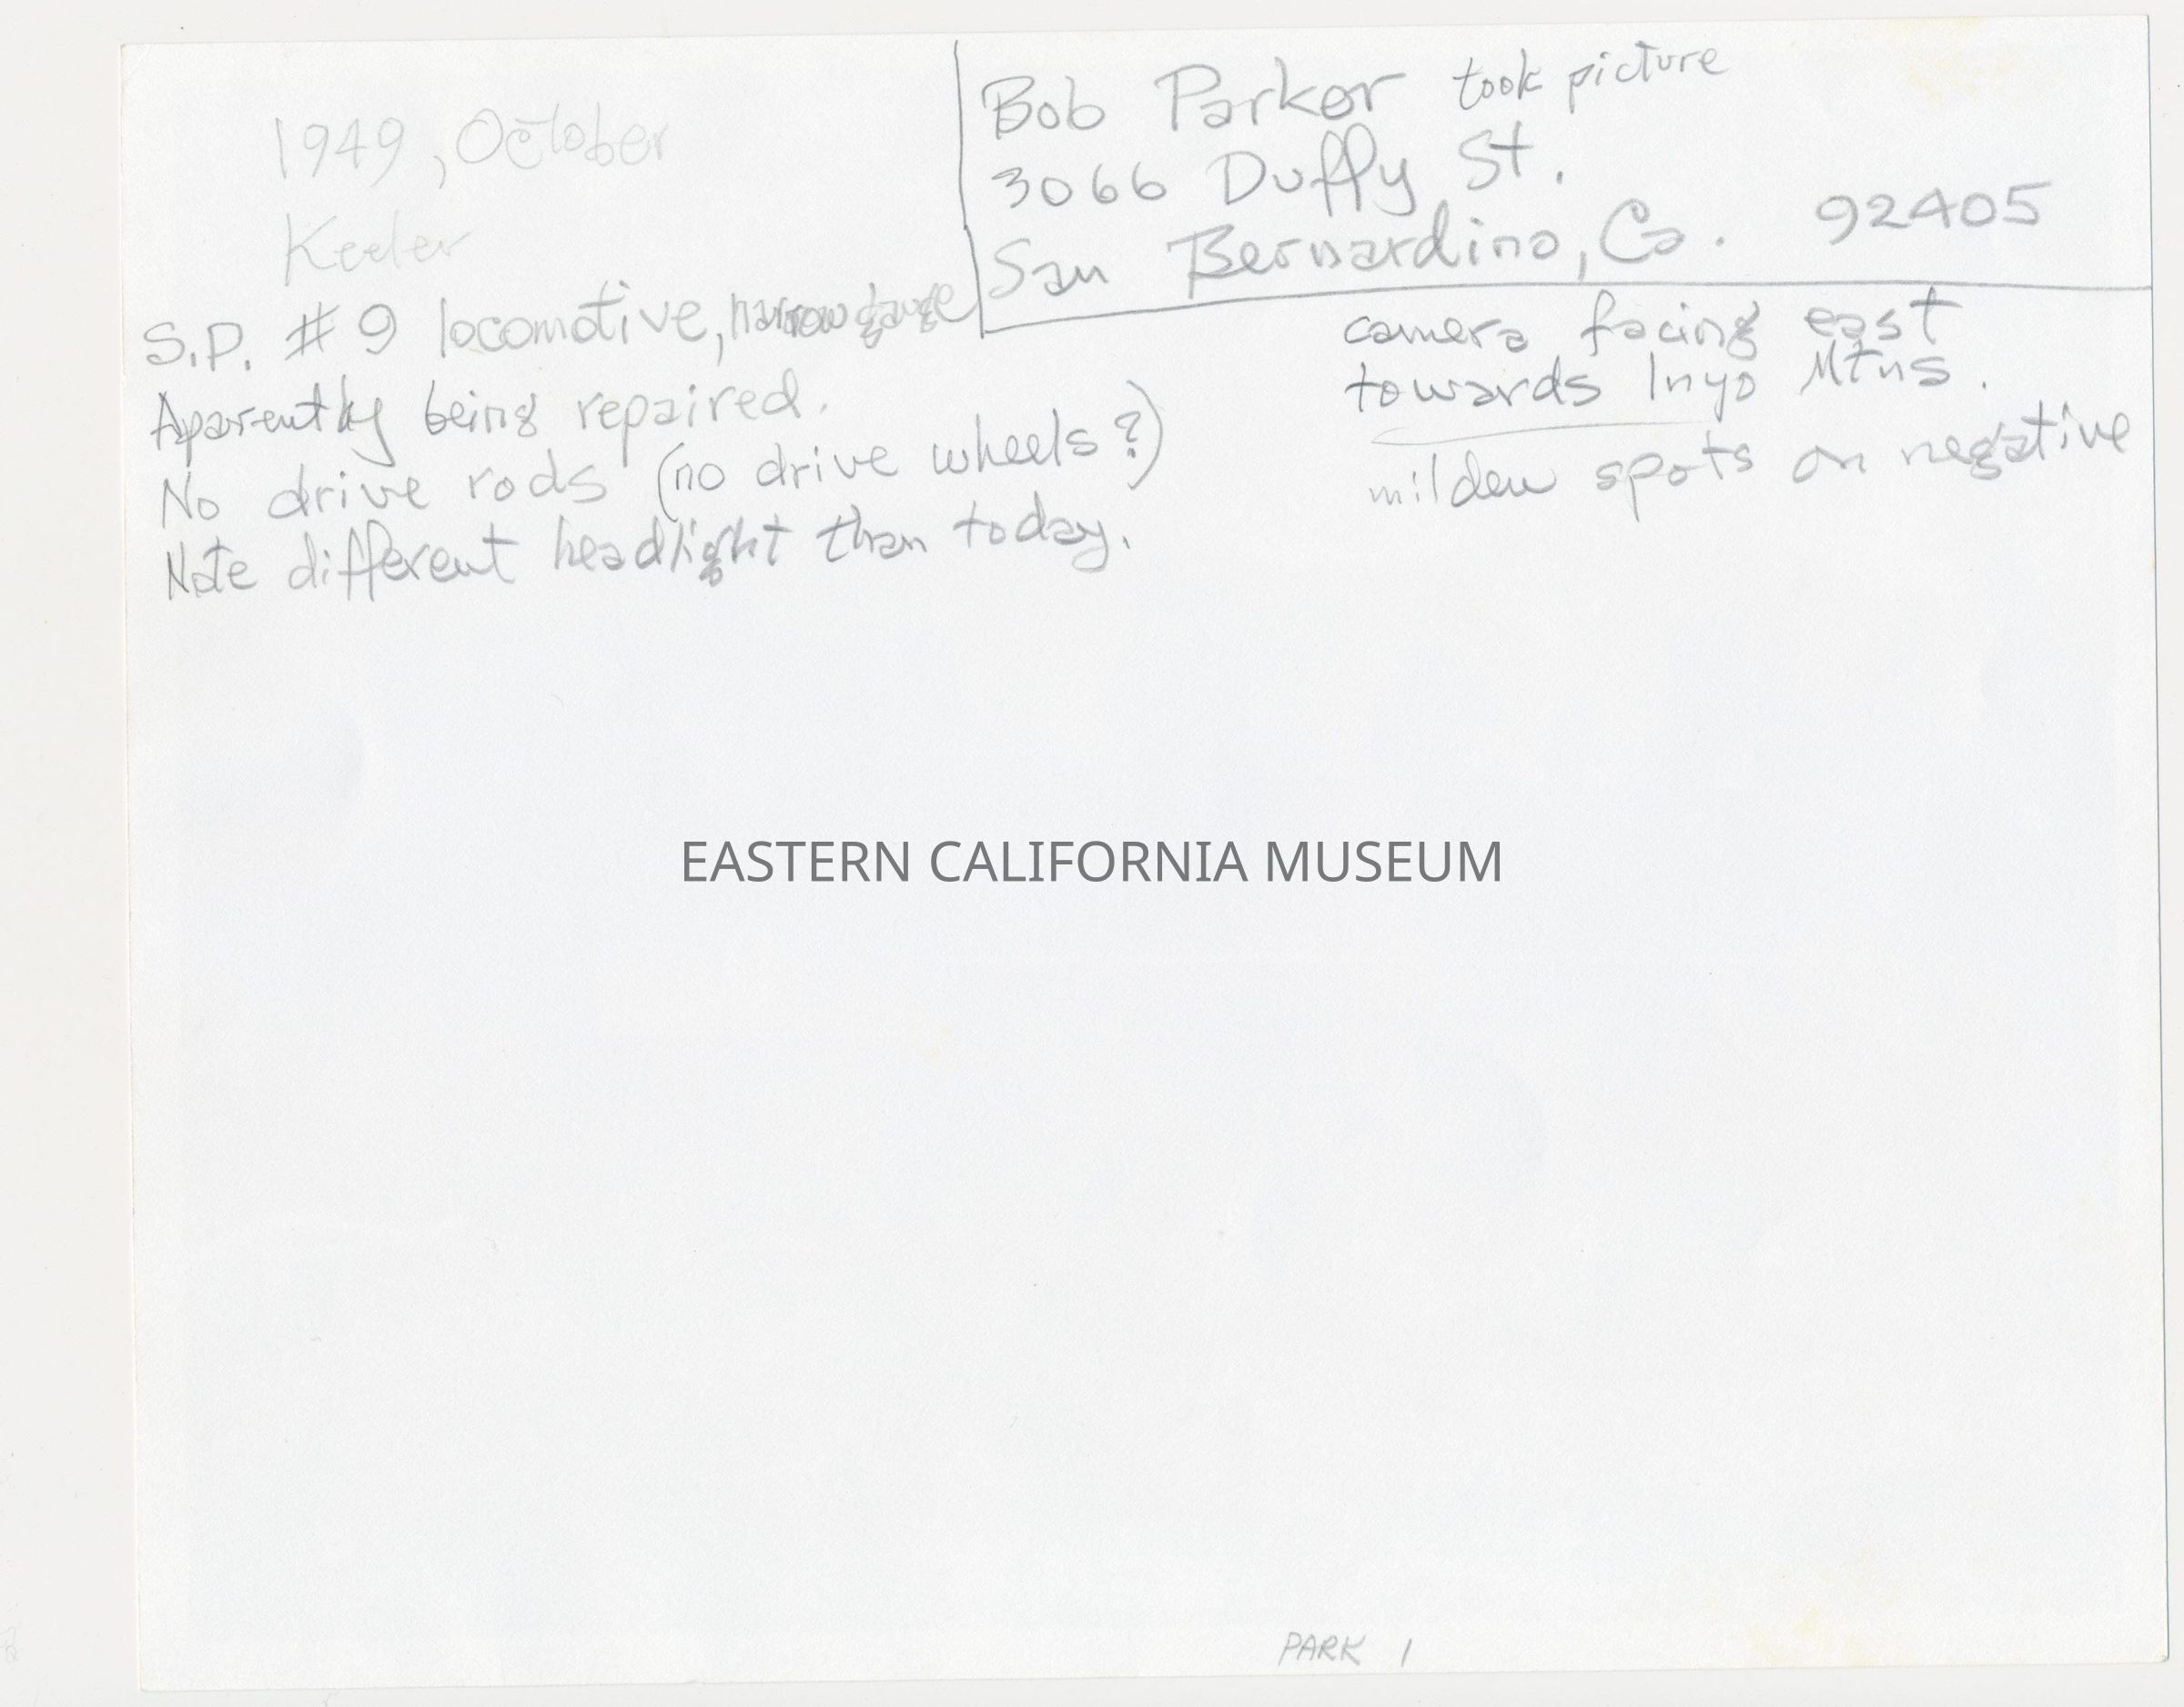 1949, October
Keeler
S.P. # 9 locomotive, narrow gauge
Aparently being repaired.
No drive rods (no drive wheels?)
Note different headlight than today.
Bob Parker took picture
3066 Duffy St.
San Bernardino, Ca. 92405
camera facing east
towards Inyo Mtns.
mildew spots on negative
EASTERN CALIFORNIA MUSEUM
PARK 1